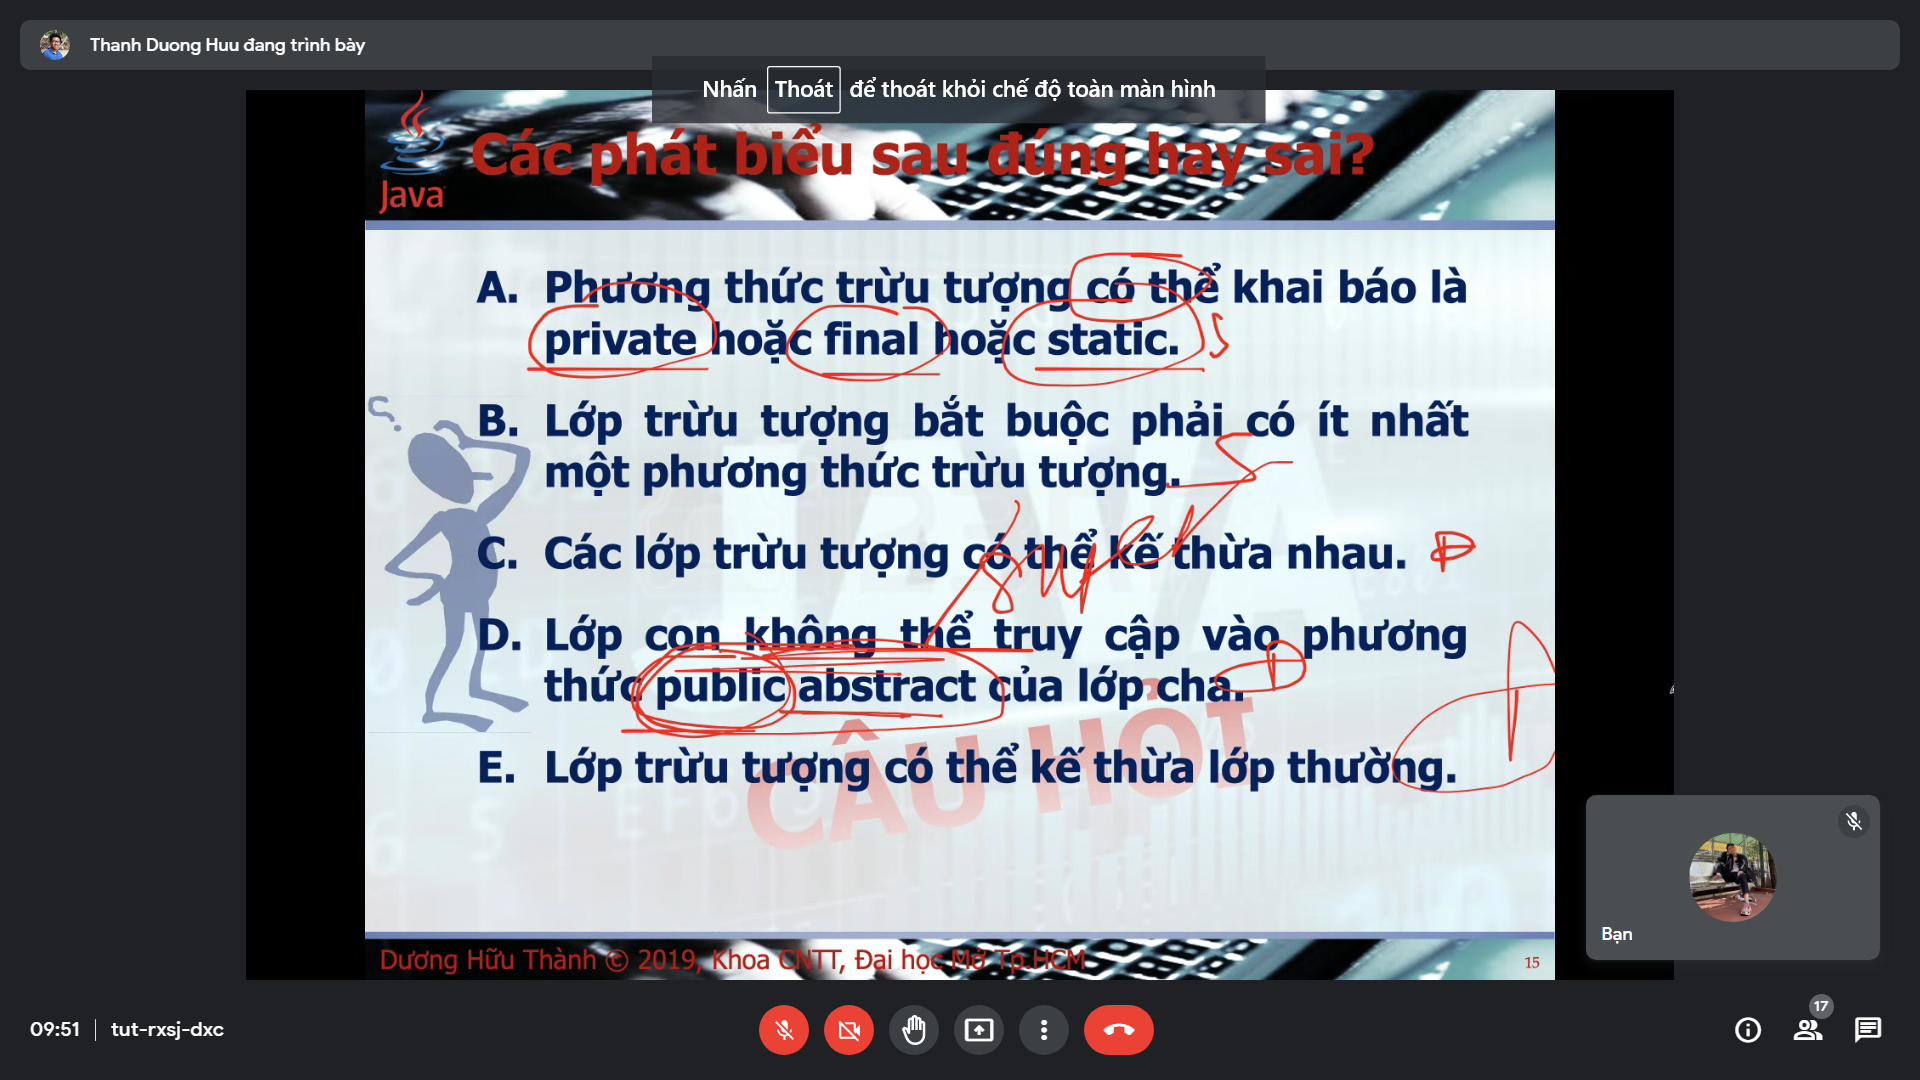 Thanh Duong Huu đang trình bày
Nhấn Thoát để thoát khỏi chế độ toàn màn hình
Java
Các phát biểu sau đúng hay sai?
A. Phương thức trừu tượng có thể khai báo là
private hoặc final hoặc static. S
B. Lớp trừu tượng bắt buộc phải có ít nhất
một phương thức trừu tượng. S
super
C. Các lớp trừu tượng có thể kế thừa nhau. Đ
D. Lớp con không thể truy cập vào phương
thức public abstract của lớp cha. Đ
E. Lớp trừu tượng có thể kế thừa lớp thường. Đ
CÂU HỎI
Bạn
Dương Hữu Thành © 2019, Khoa CNTT, Đại học Mở Tp.HCM
15
09:51 tut-rxsj-dxc
17